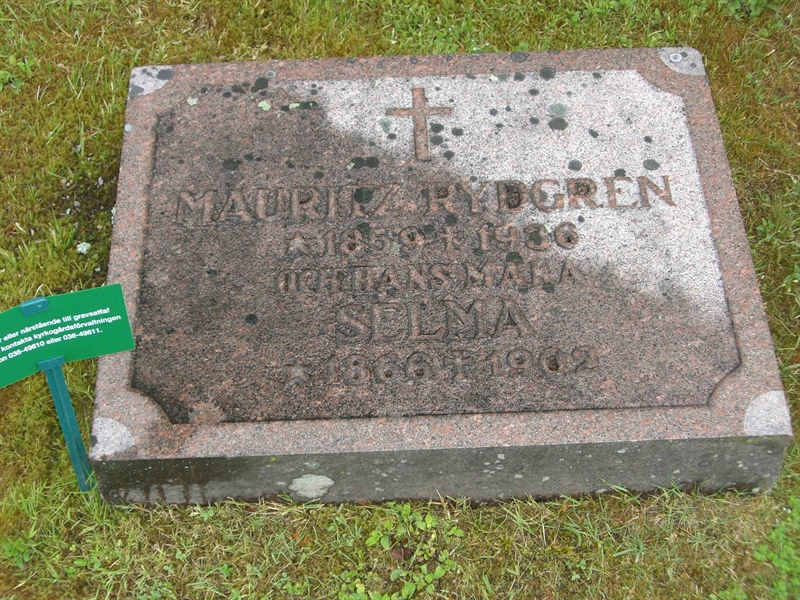 MAURITZ RYDGREN
★1859 † 1936
OCH HANS MAKA
SELMA
★1866 † 1902
eller närstående till gravsatta!
kontakta kyrkogårdsförvaltningen
036-49610 eller 036-49611.